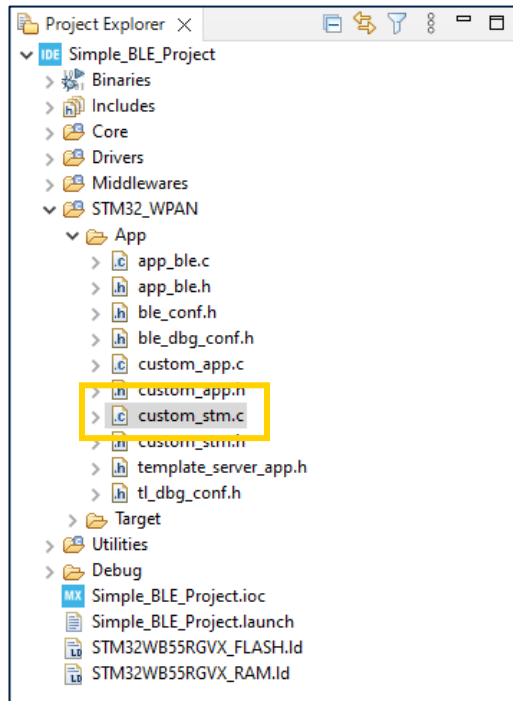 Project Explorer
IDE Simple_BLE_Project
Binaries
Includes
Core
Drivers
Middlewares
STM32_WPAN
App
.c app_ble.c
.h app_ble.h
.h ble_conf.h
.h ble_dbg_conf.h
.c custom_app.c
.h custom_app.h
.c custom_stm.c
.h custom_stm.h
.h template_server_app.h
.h tl_dbg_conf.h
Target
Utilities
Debug
MX Simple_BLE_Project.ioc
Simple_BLE_Project.launch
LD STM32WB55RGVX_FLASH.ld
LD STM32WB55RGVX_RAM.ld